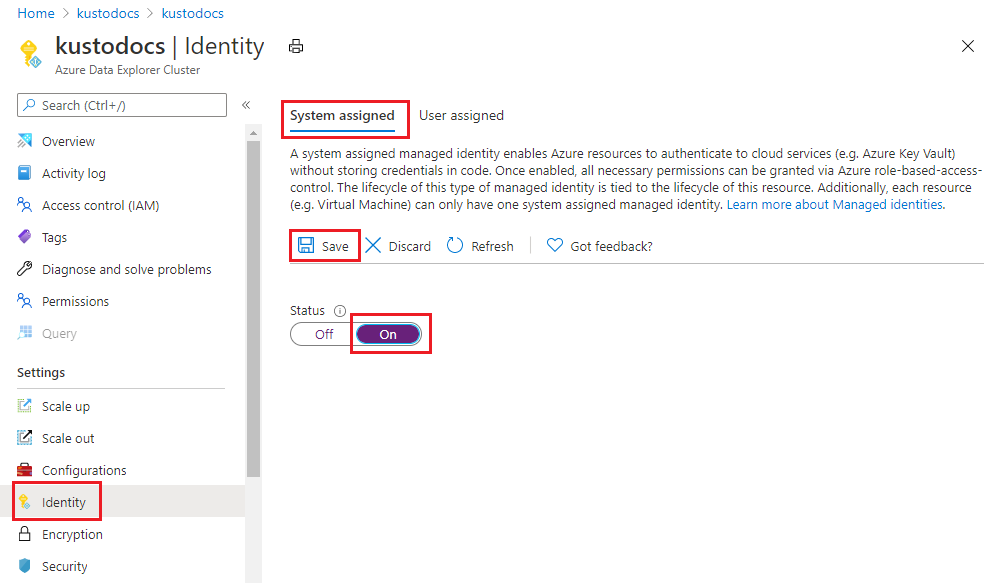 Home > kustodocs > kustodocs
kustodocs | Identity
Azure Data Explorer Cluster
Search (Ctrl+/)
«
Overview
Activity log
Access control (IAM)
Tags
Diagnose and solve problems
Permissions
Query
Settings
Scale up
Scale out
Configurations
Identity
Encryption
Security
System assigned
User assigned
A system assigned managed identity enables Azure resources to authenticate to cloud services (e.g. Azure Key Vault)
without storing credentials in code. Once enabled, all necessary permissions can be granted via Azure role-based-access-
control. The lifecycle of this type of managed identity is tied to the lifecycle of this resource. Additionally, each resource
(e.g. Virtual Machine) can only have one system assigned managed identity. Learn more about Managed identities.
Save
Discard
Refresh
Got feedback?
Status
Off
On